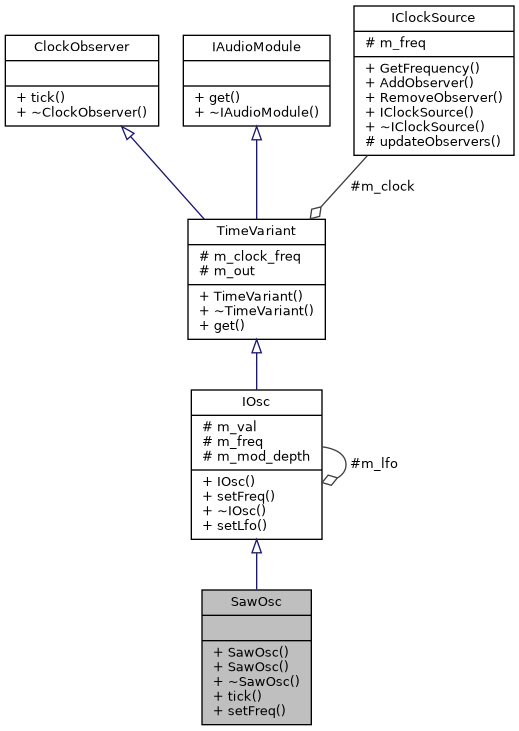 ClockObserver
+ tick()
+ ~ClockObserver()
IAudioModule
+ get()
+ ~IAudioModule()
IClockSource
# m_freq
+ GetFrequency()
+ AddObserver()
+ RemoveObserver()
+ IClockSource()
+ ~IClockSource()
# updateObservers()
#m_clock
TimeVariant
# m_clock_freq
# m_out
+ TimeVariant()
+ ~TimeVariant()
+ get()
IOsc
# m_val
# m_freq
# m_mod_depth
+ IOsc()
+ setFreq()
+ ~IOsc()
+ setLfo()
#m_lfo
SawOsc
+ SawOsc()
+ SawOsc()
+ ~SawOsc()
+ tick()
+ setFreq()